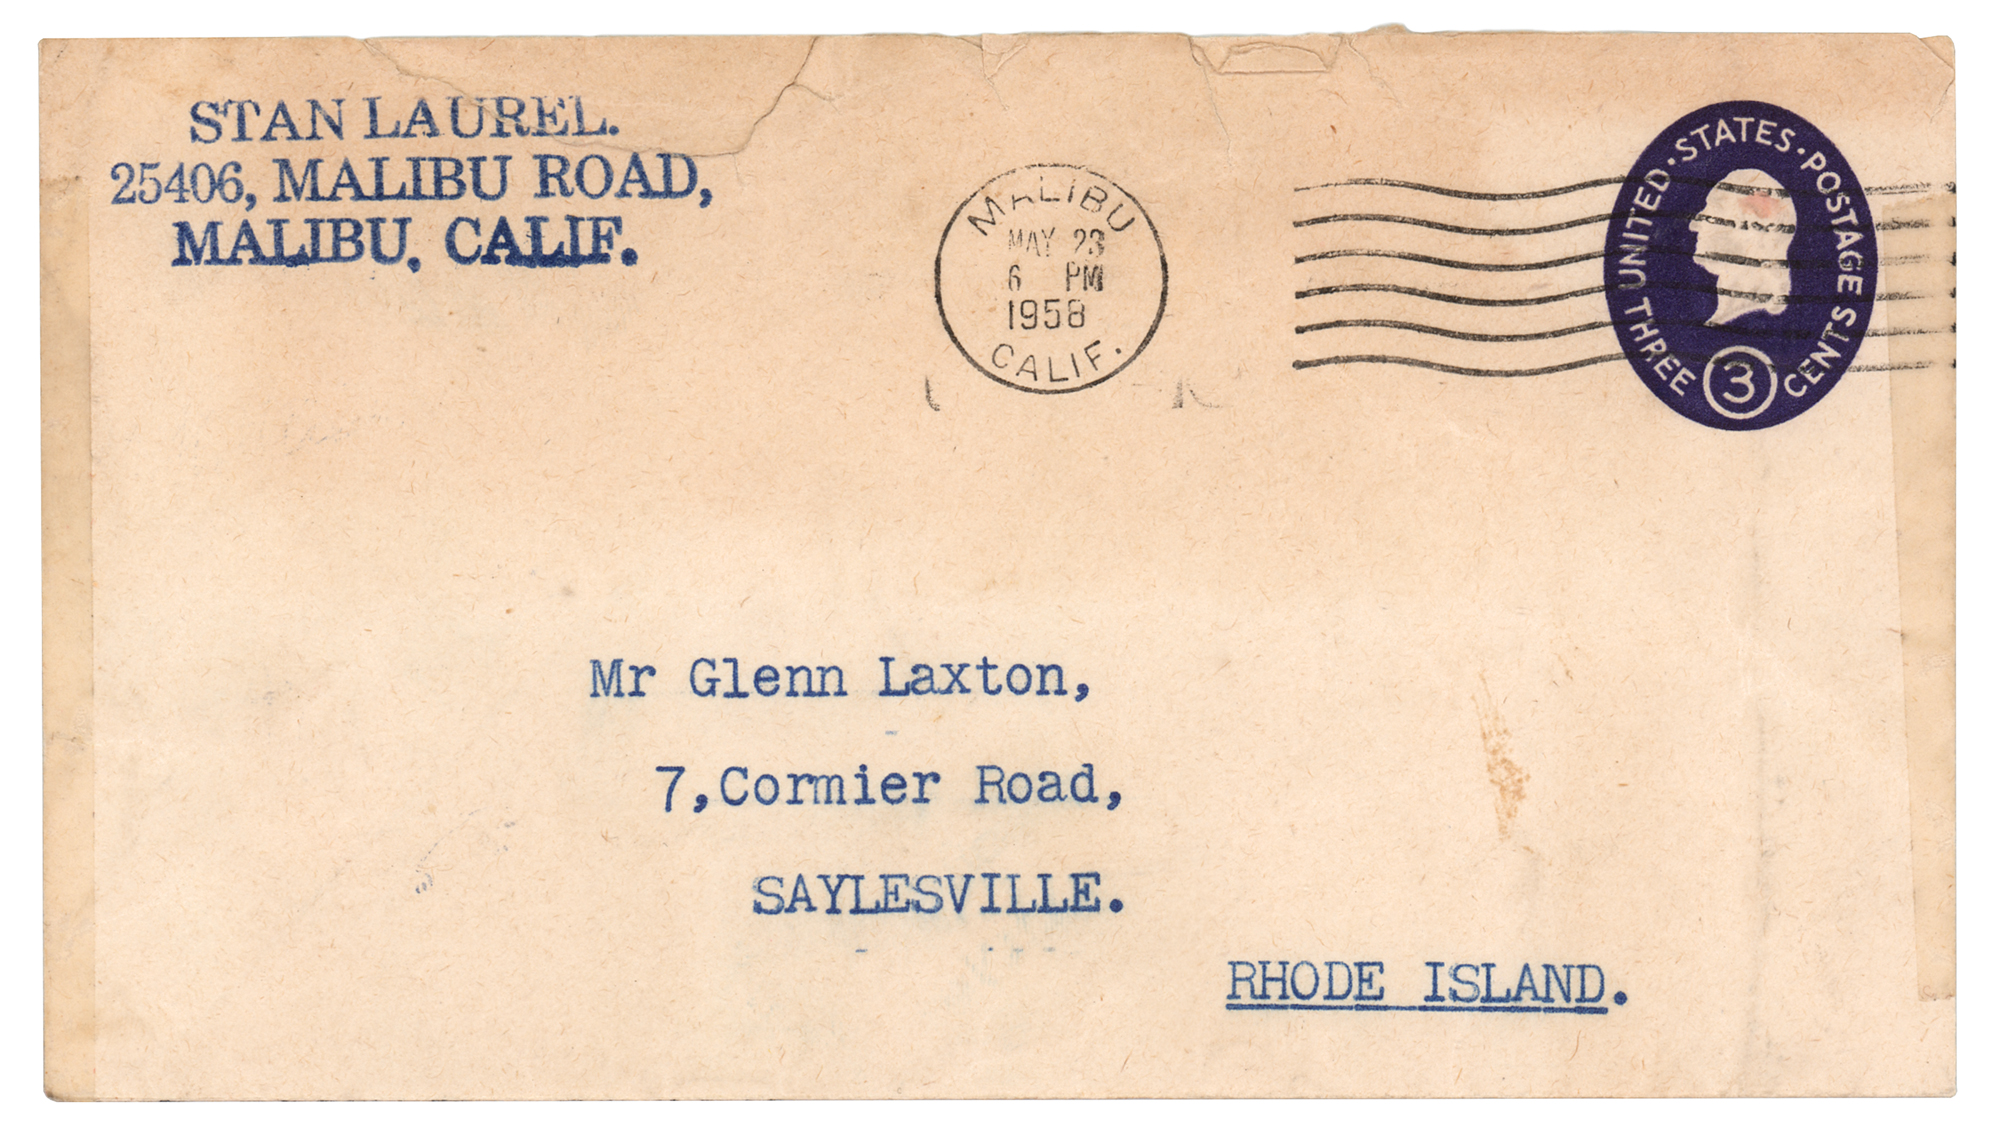 STAN LAUREL.
25406, MALIBU ROAD,
MALIBU, CALIF.
MALIBU
MAY 23
6 PM
1958
CALIF.
UNITED·STATES·POSTAGE
THREE 3 CENTS
Mr Glenn Laxton,
7,Cormier Road,
SAYLESVILLE.
RHODE ISLAND.